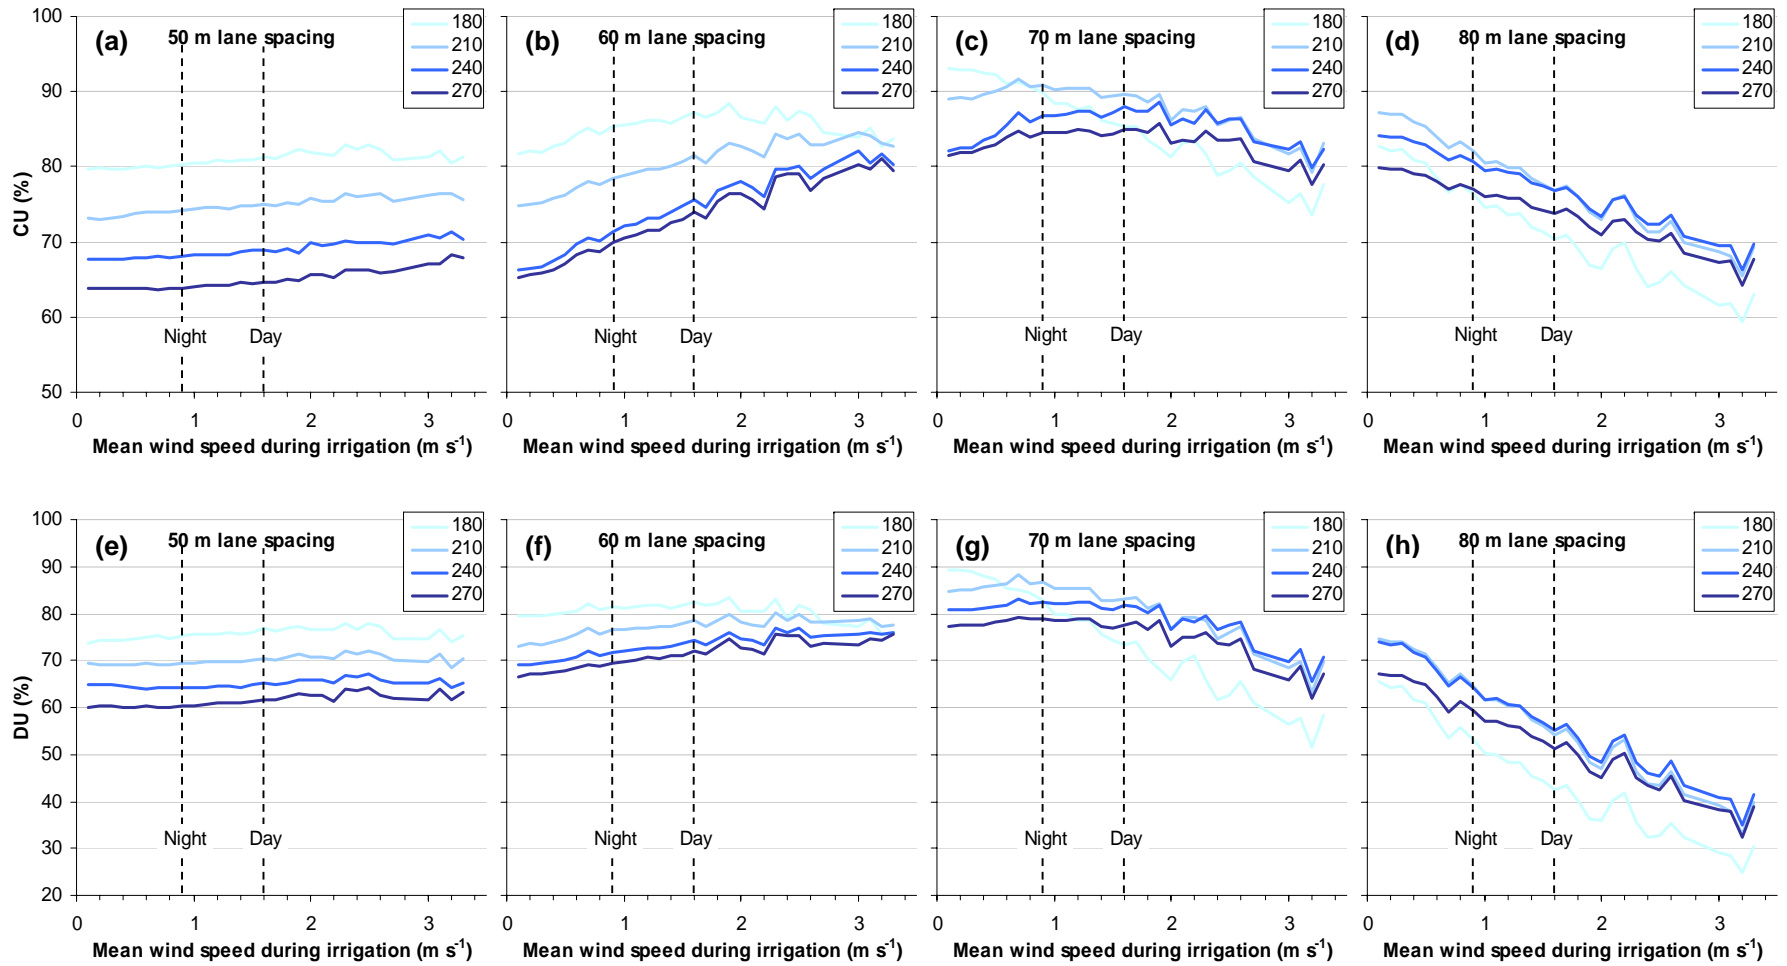 (a) 50 m lane spacing
180
210
240
270
(b) 60 m lane spacing
180
210
240
270
(c) 70 m lane spacing
180
210
240
270
(d) 80 m lane spacing
180
210
240
270
CU (%)
100
90
80
70
60
50
Night Day
Night Day
Night Day
Night Day
0 1 2 3
0 1 2 3
0 1 2 3
0 1 2 3
Mean wind speed during irrigation (m s⁻¹)
Mean wind speed during irrigation (m s⁻¹)
Mean wind speed during irrigation (m s⁻¹)
Mean wind speed during irrigation (m s⁻¹)
(e) 50 m lane spacing
180
210
240
270
(f) 60 m lane spacing
180
210
240
270
(g) 70 m lane spacing
180
210
240
270
(h) 80 m lane spacing
180
210
240
270
DU (%)
100
90
80
70
60
50
40
30
20
Night Day
Night Day
Night Day
Night Day
0 1 2 3
0 1 2 3
0 1 2 3
0 1 2 3
Mean wind speed during irrigation (m s⁻¹)
Mean wind speed during irrigation (m s⁻¹)
Mean wind speed during irrigation (m s⁻¹)
Mean wind speed during irrigation (m s⁻¹)